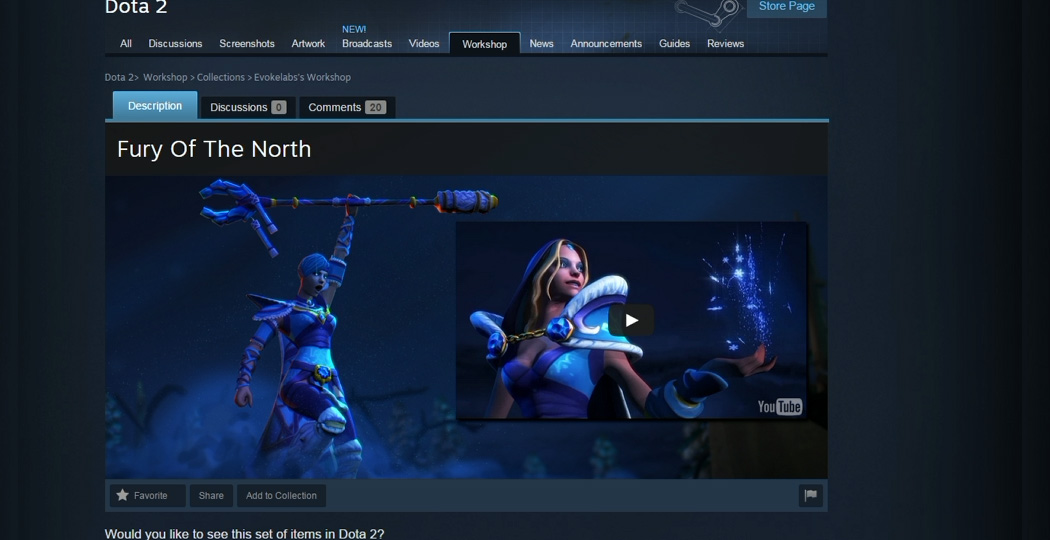 Dota 2
Store Page
NEW!
All Discussions Screenshots Artwork Broadcasts Videos Workshop News Announcements Guides Reviews
Dota 2> Workshop > Collections > Evokelabs's Workshop
Description Discussions 0 Comments 20
Fury Of The North
YouTube
Favorite Share Add to Collection
Would you like to see this set of items in Dota 2?